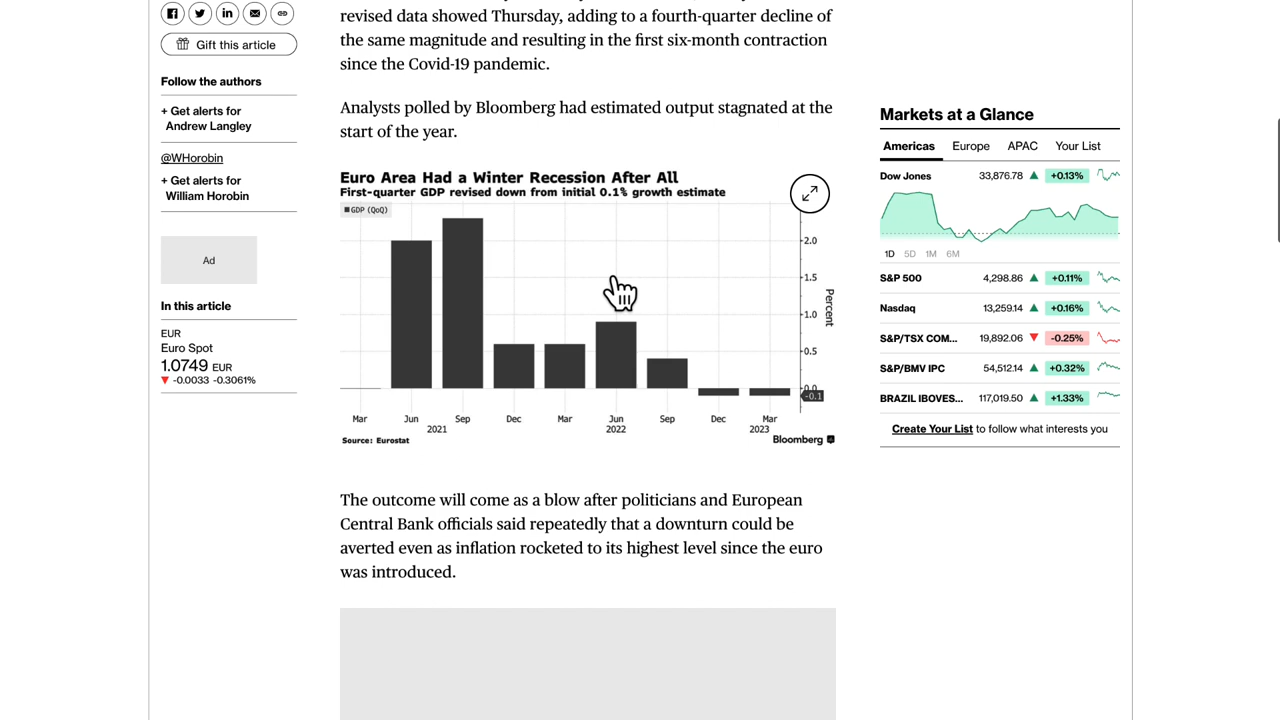 Gift this article
Follow the authors
+ Get alerts for
Andrew Langley
@WHorobin
+ Get alerts for
William Horobin
Ad
In this article
EUR
Euro Spot
1.0749 EUR
-0.0033 -0.3061%
revised data showed Thursday, adding to a fourth-quarter decline of
the same magnitude and resulting in the first six-month contraction
since the Covid-19 pandemic.
Analysts polled by Bloomberg had estimated output stagnated at the
start of the year.
Euro Area Had a Winter Recession After All
First-quarter GDP revised down from initial 0.1% growth estimate
GDP (QoQ)
2.0
1.5
1.0
0.5
0.0
-0.1
Percent
Mar Jun Sep Dec Mar Jun Sep Dec Mar
2021 2022 2023
Source: Eurostat
Bloomberg
The outcome will come as a blow after politicians and European
Central Bank officials said repeatedly that a downturn could be
averted even as inflation rocketed to its highest level since the euro
was introduced.
Markets at a Glance
Americas Europe APAC Your List
Dow Jones 33,876.78 +0.13%
1D 5D 1M 6M
S&P 500 4,298.86 +0.11%
Nasdaq 13,259.14 +0.16%
S&P/TSX COM... 19,892.06 -0.25%
S&P/BMV IPC 54,512.14 +0.32%
BRAZIL IBOVES... 117,019.50 +1.33%
Create Your List to follow what interests you